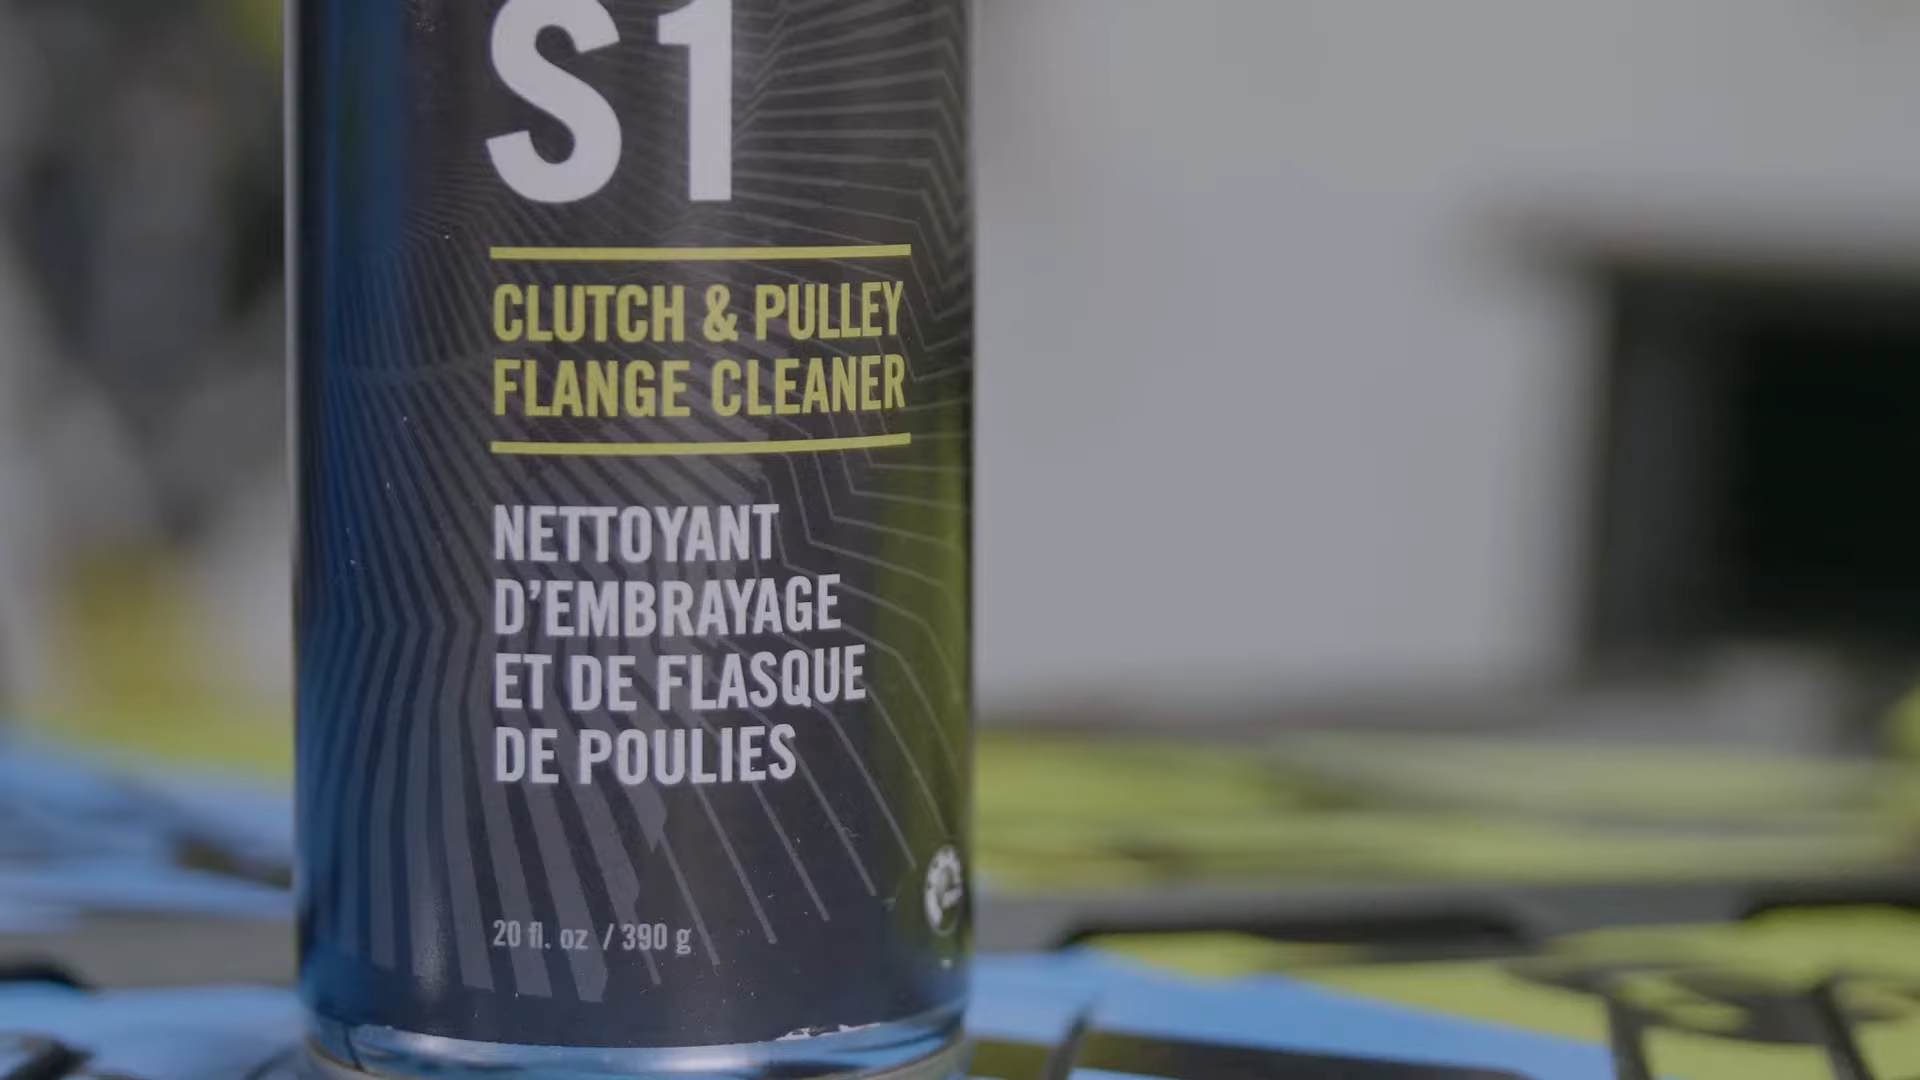 S1
CLUTCH & PULLEY
FLANGE CLEANER
NETTOYANT
D'EMBRAYAGE
ET DE FLASQUE
DE POULIES
20 fl. oz / 390 g